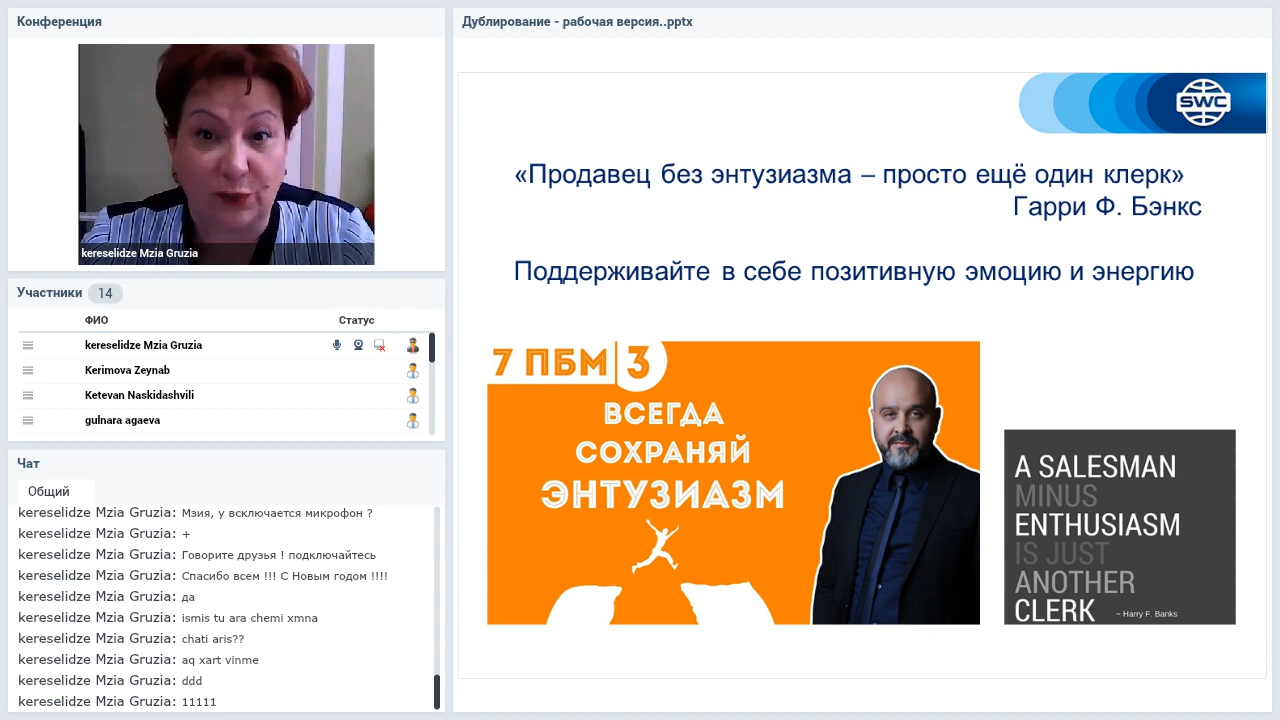 Конференция
kereselidze Mzia Gruzia
Участники 14
ФИО Статус
kereselidze Mzia Gruzia
Kerimova Zeynab
Ketevan Naskidashvili
gulnara agaeva
Чат
Общий
kereselidze Mzia Gruzia: Мзия, у всключается микрофон ?
kereselidze Mzia Gruzia: +
kereselidze Mzia Gruzia: Говорите друзья ! подключайтесь
kereselidze Mzia Gruzia: Спасибо всем !!! С Новым годом !!!!
kereselidze Mzia Gruzia: да
kereselidze Mzia Gruzia: ismis tu ara chemi xmna
kereselidze Mzia Gruzia: chati aris??
kereselidze Mzia Gruzia: aq xart vinme
kereselidze Mzia Gruzia: ddd
kereselidze Mzia Gruzia: 11111
Дублирование - рабочая версия..pptx
SWC
«Продавец без энтузиазма – просто ещё один клерк»
Гарри Ф. Бэнкс
Поддерживайте в себе позитивную эмоцию и энергию
7 ПБМ 3
ВСЕГДА
СОХРАНЯЙ
ЭНТУЗИАЗМ
A SALESMAN
MINUS
ENTHUSIASM
IS JUST
ANOTHER
CLERK ~ Harry F. Banks